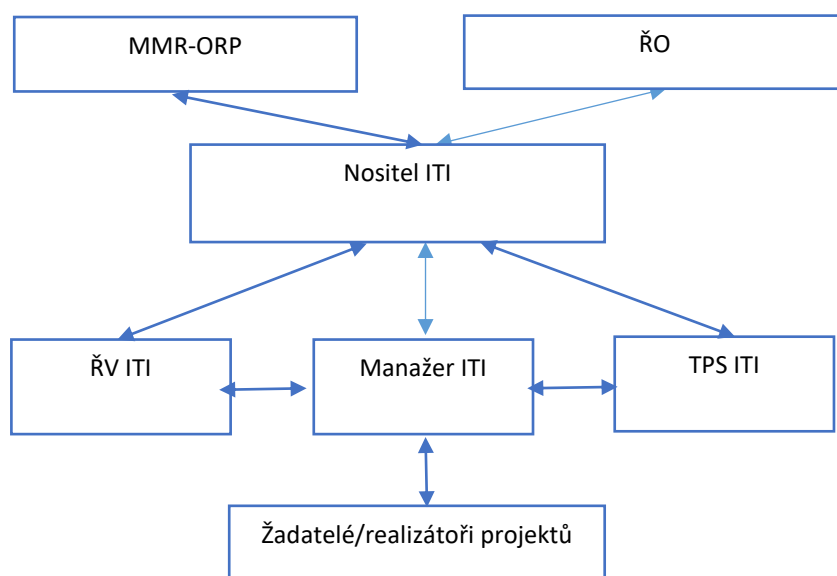 MMR-ORP
ŘO
Nositel ITI
ŘV ITI
Manažer ITI
TPS ITI
Žadatelé/realizátoři projektů